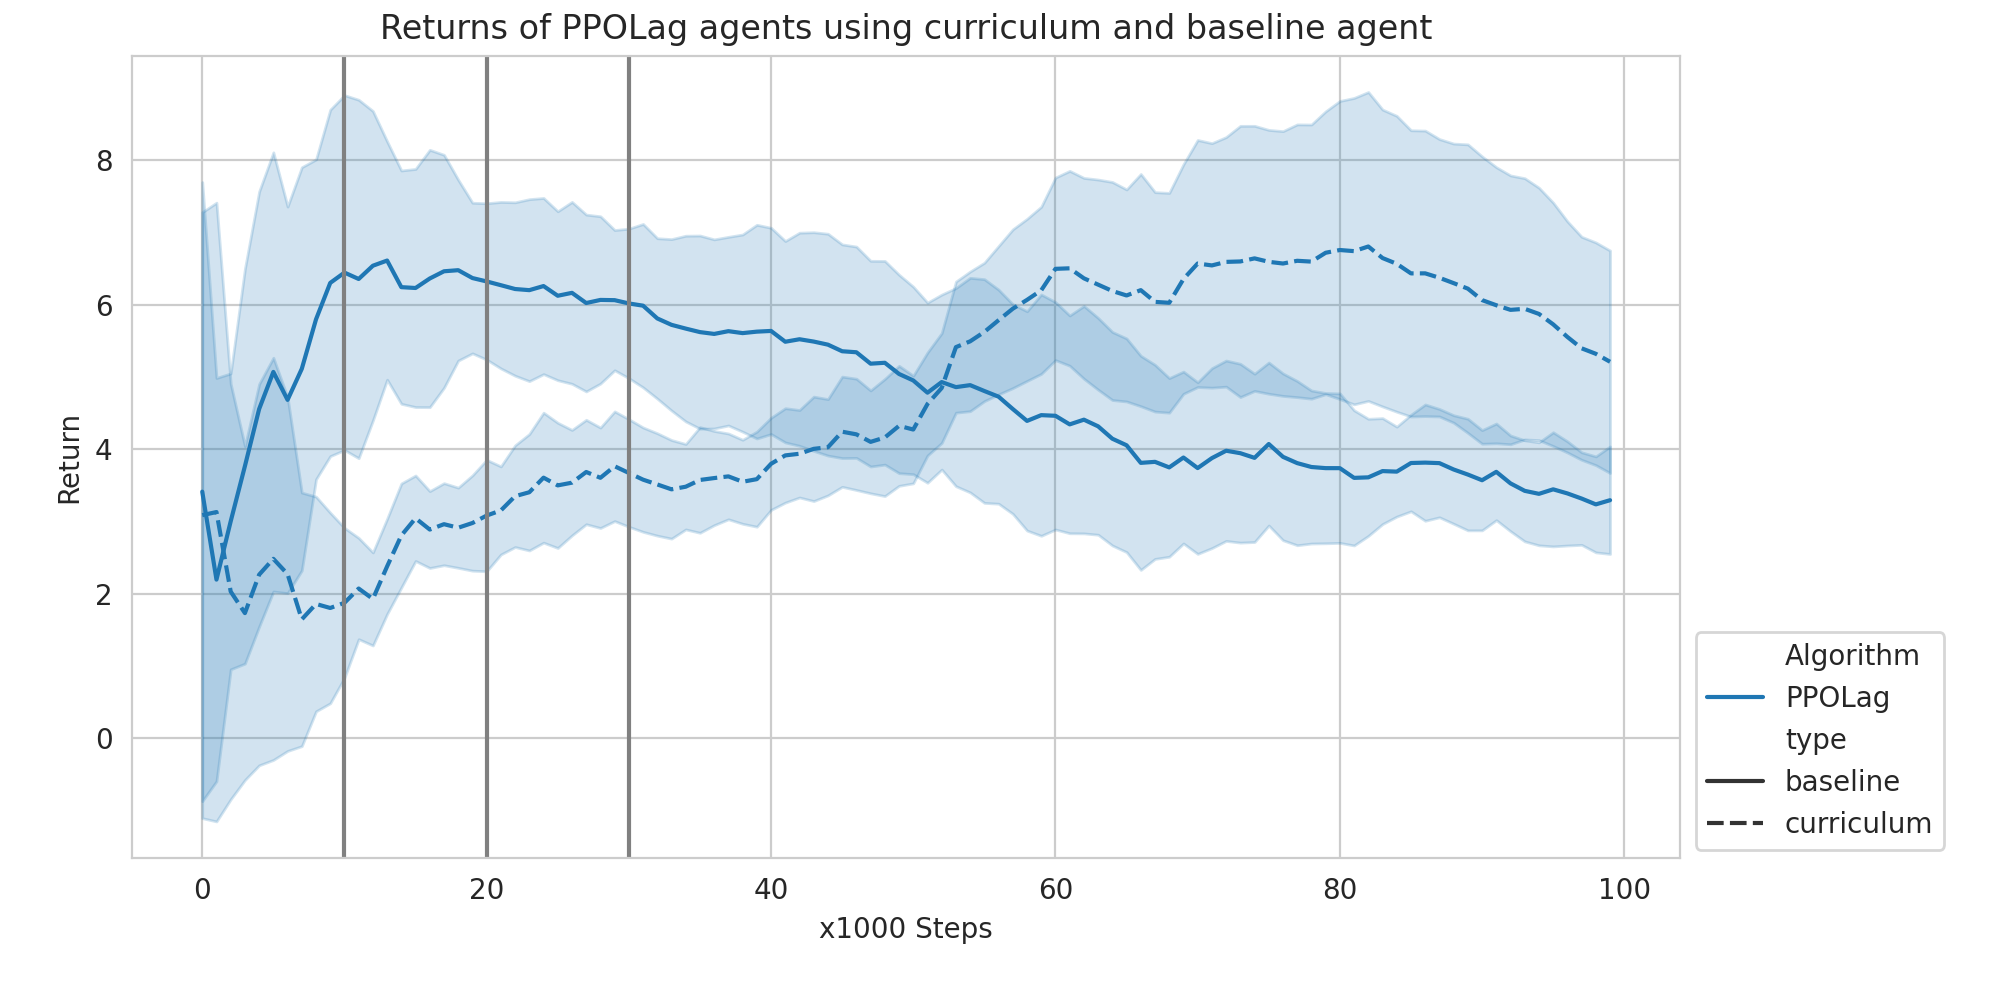 Returns of PPOLag agents using curriculum and baseline agent
Return
8
6
4
2
0
0 20 40 60 80 100
x1000 Steps
Algorithm
PPOLag
type
baseline
curriculum